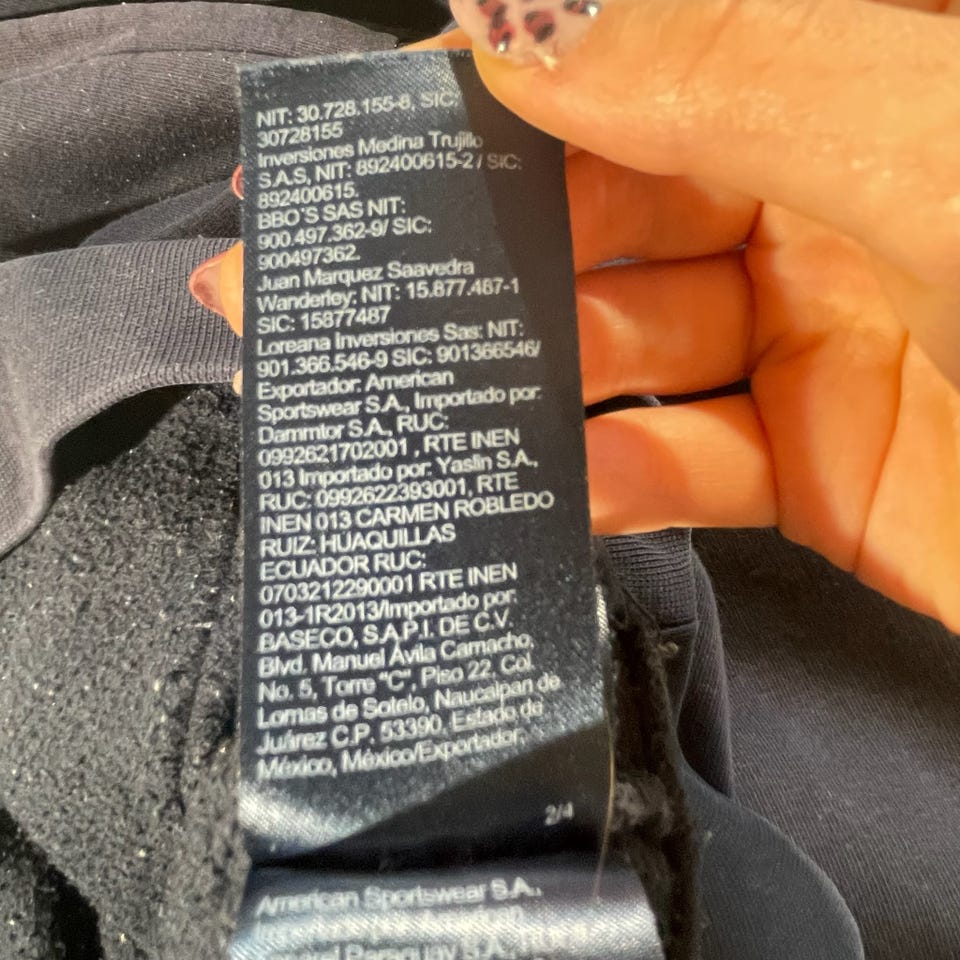 NIT: 30.728.155-8, SIC,
30728155
Inversiones Medina Trujillo
S.A.S, NIT: 892400615-2 / SIC:
892400615.
BBO'S SAS NIT:
900.497.362-9/ SIC:
900497362.
Juan Marquez Saavedra
Wanderley: NIT: 15.877.487-1
SIC: 15877487
Loreana Inversiones Sas: NIT:
901.366.546-9 SIC: 901366546/
Exportador: American
Sportswear S.A., Importado por:
Dammtor S.A., RUC:
0992621702001 , RTE INEN
013 Importado por: Yaslin S.A.,
RUC: 0992622393001, RTE
INEN 013 CARMEN ROBLEDO
RUIZ: HUAQUILLAS
ECUADOR RUC:
0703212290001 RTE INEN
013-1R2013/Importado por:
BASECO, S.A.P.I. DE C.V.
Blvd. Manuel Ávila Camacho,
No. 5, Torre "C", Piso 22, Col.
Lomas de Sotelo, Naucalpan de
Juárez C.P. 53390, Estado de
México, México/Exportador:
2/4
American Sportswear S.A.,
Importado por: American
Paraguay S.A.,